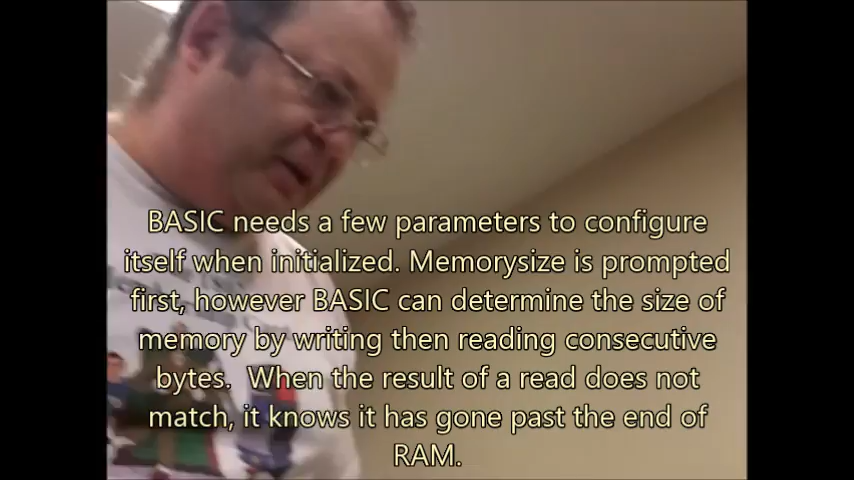 BASIC needs a few parameters to configure
itself when initialized. Memorysize is prompted
first, however BASIC can determine the size of
memory by writing then reading consecutive
bytes. When the result of a read does not
match, it knows it has gone past the end of
RAM.